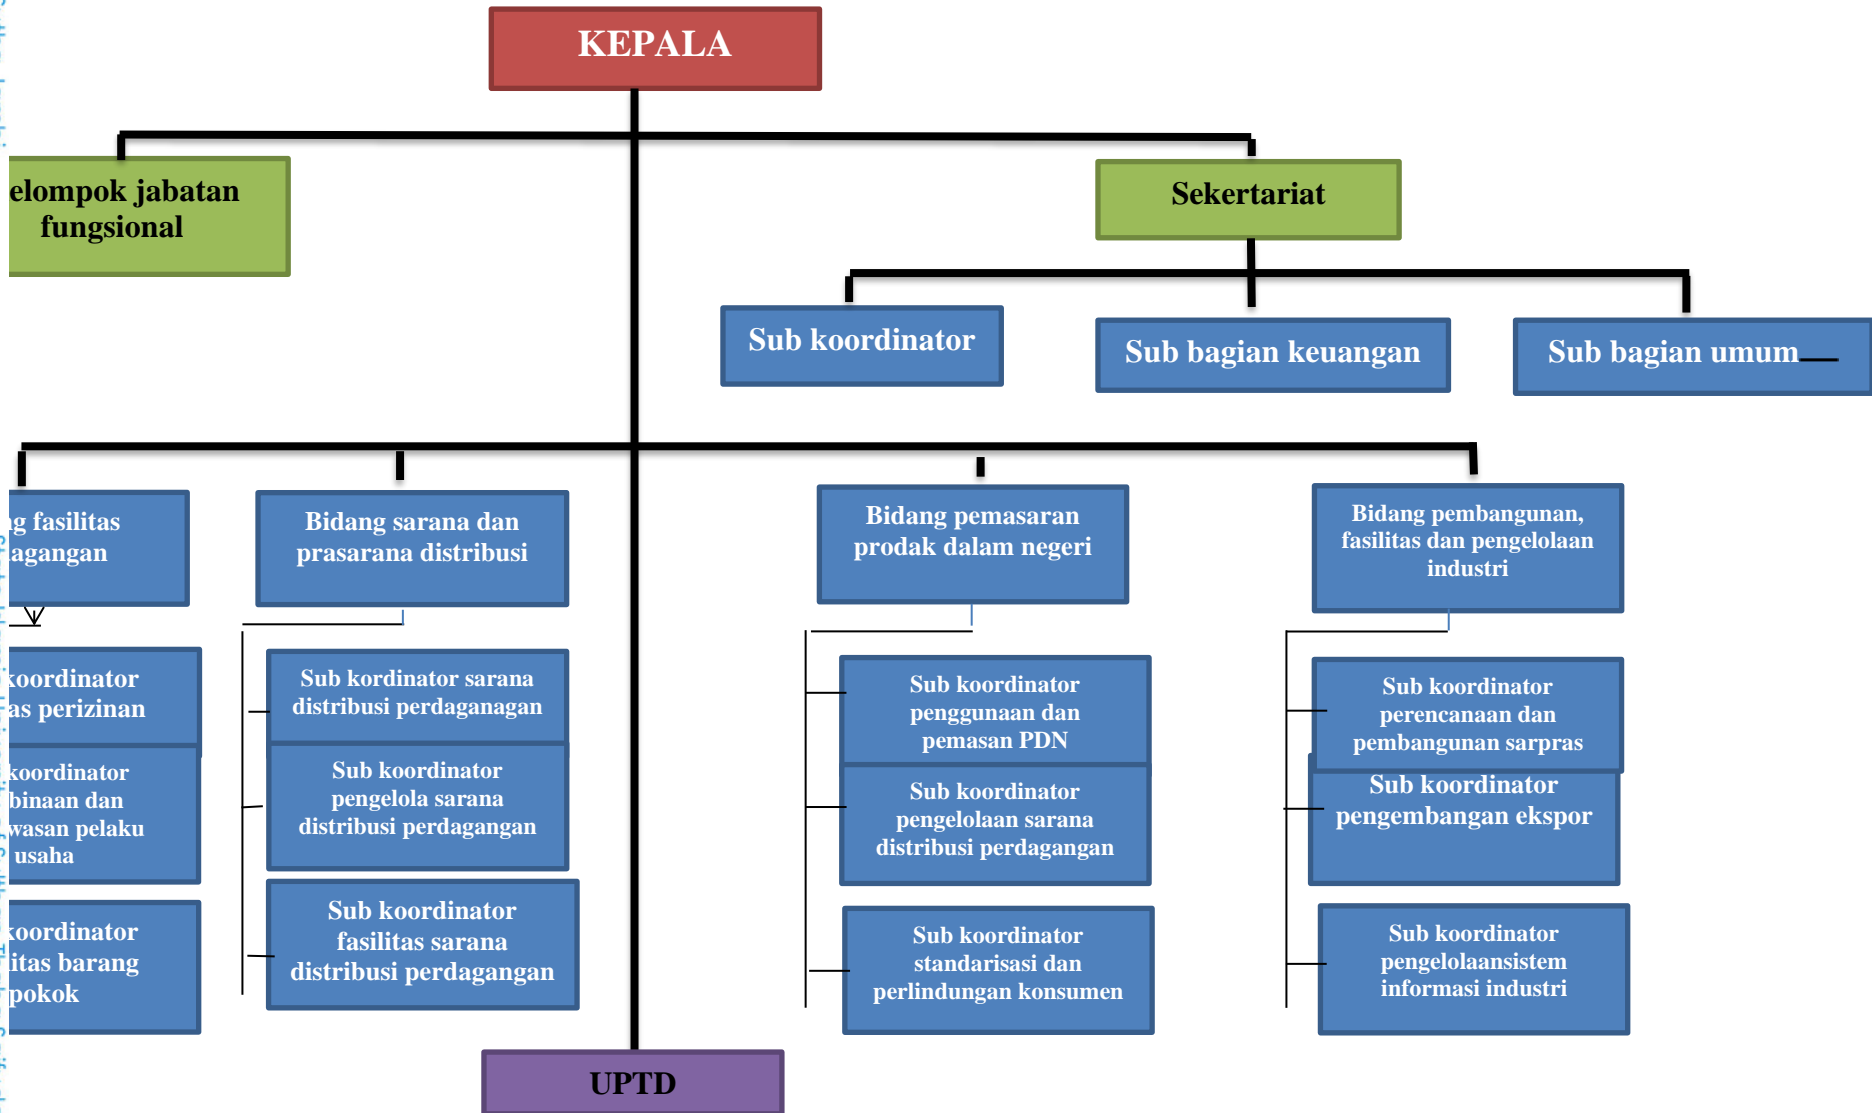 KEPALA
elompok jabatan
fungsional
Sekertariat
Sub koordinator
Sub bagian keuangan
Sub bagian umum
g fasilitas
agangan
Bidang sarana dan
prasarana distribusi
Bidang pemasaran
prodak dalam negeri
Bidang pembangunan,
fasilitas dan pengelolaan
industri
koordinator
as perizinan
koordinator
binaan dan
wasan pelaku
usaha
koordinator
litas barang
pokok
Sub kordinator sarana
distribusi perdaganagan
Sub koordinator
pengelola sarana
distribusi perdagangan
Sub koordinator
fasilitas sarana
distribusi perdagangan
Sub koordinator
penggunaan dan
pemasan PDN
Sub koordinator
pengelolaan sarana
distribusi perdagangan
Sub koordinator
standarisasi dan
perlindungan konsumen
Sub koordinator
perencanaan dan
pembangunan sarpras
Sub koordinator
pengembangan ekspor
Sub koordinator
pengelolaansistem
informasi industri
UPTD